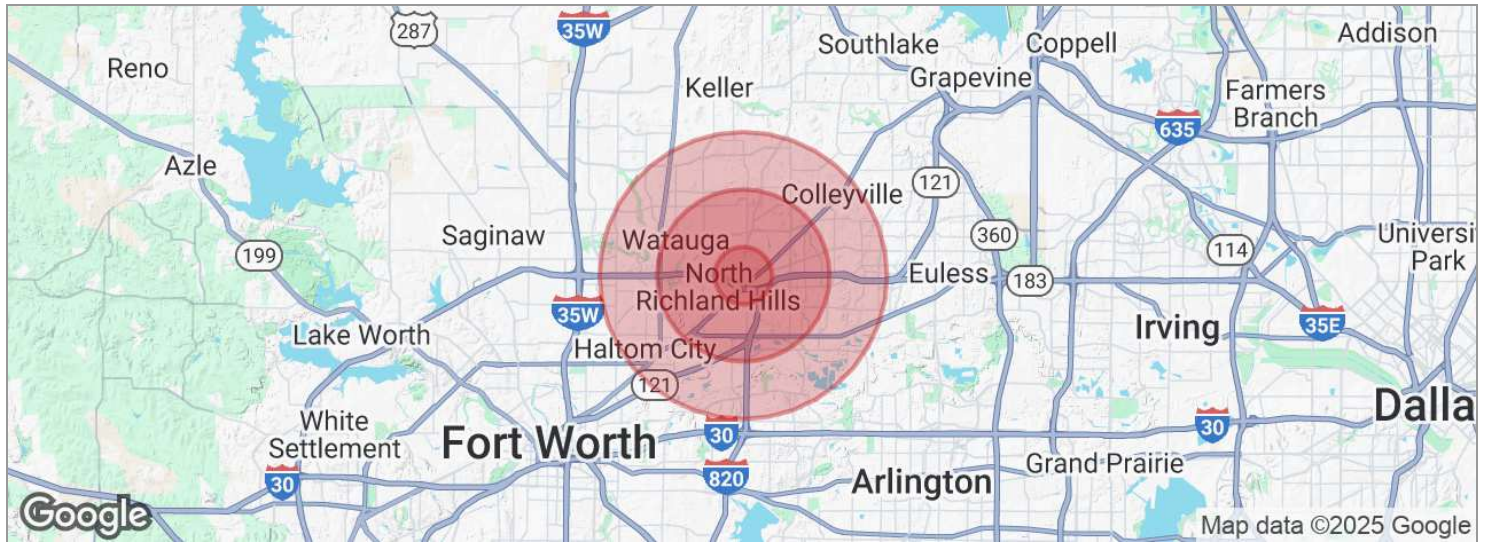 287
35W
Southlake
Coppell
Addison
Reno
Keller
Grapevine
Farmers
Branch
635
Azle
Colleyville
121
Saginaw
Watauga
360
114
Universi
Park
199
North
Richland Hills
Euless
183
35W
Lake Worth
Irving
35E
Haltom City
121
White
Settlement
Fort Worth
30
30
Dalla
30
820
Arlington
Grand Prairie
Google
Map data ©2025 Google